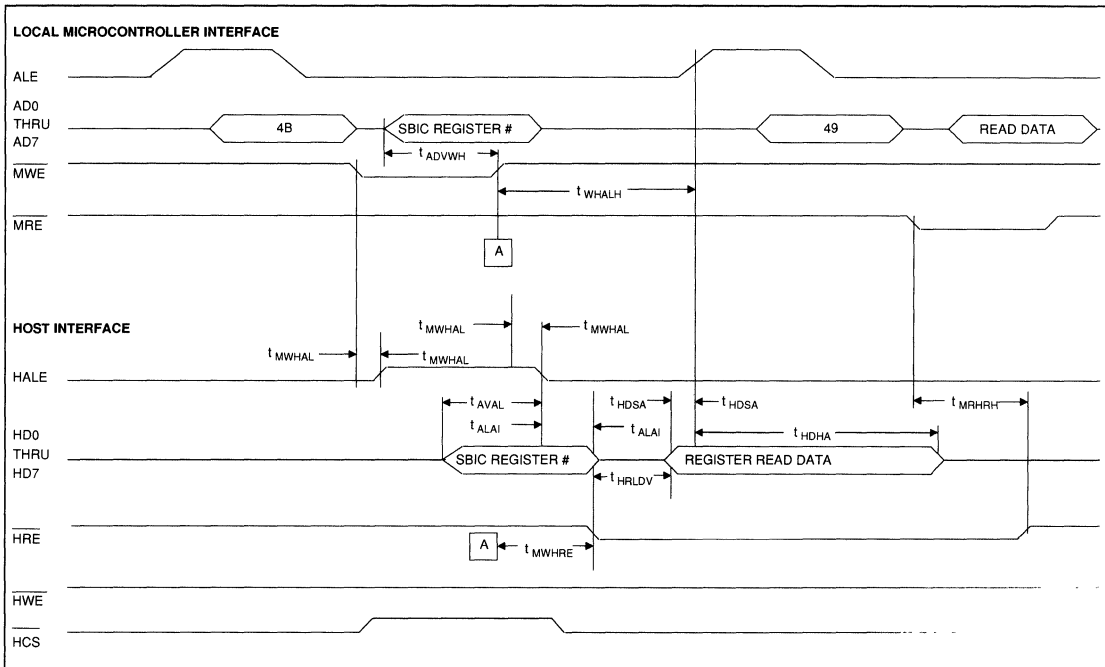 LOCAL MICROCONTROLLER INTERFACE
ALE
AD0
THRU
AD7
4B
SBIC REGISTER #
49
READ DATA
t ADVWH
MWE
t WHALH
MRE
A
HOST INTERFACE
t MWHAL
t MWHAL
t MWHAL
t MWHAL
HALE
t AVAL
t HDSA
t HDSA
t MRHRH
t ALAI
t ALAI
t HDHA
HD0
THRU
HD7
SBIC REGISTER #
REGISTER READ DATA
t HRLDV
HRE
A
t MWHRE
HWE
HCS